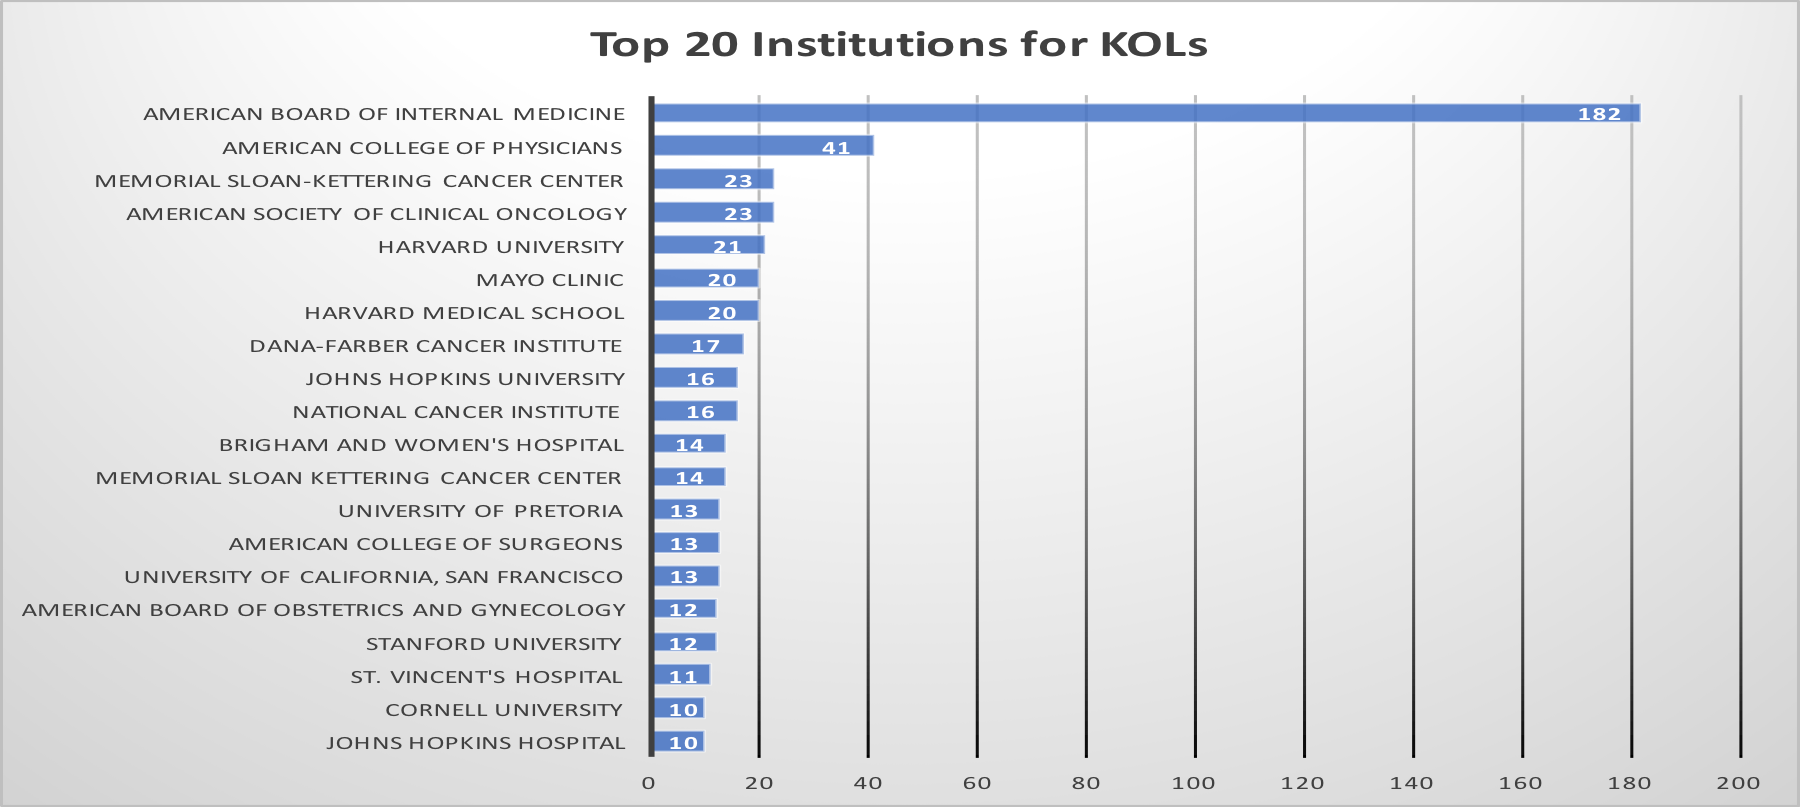 Top 20 Institutions for KOLs
AMERICAN BOARD OF INTERNAL MEDICINE 182
AMERICAN COLLEGE OF PHYSICIANS 41
MEMORIAL SLOAN-KETTERING CANCER CENTER 23
AMERICAN SOCIETY OF CLINICAL ONCOLOGY 23
HARVARD UNIVERSITY 21
MAYO CLINIC 20
HARVARD MEDICAL SCHOOL 20
DANA-FARBER CANCER INSTITUTE 17
JOHNS HOPKINS UNIVERSITY 16
NATIONAL CANCER INSTITUTE 16
BRIGHAM AND WOMEN'S HOSPITAL 14
MEMORIAL SLOAN KETTERING CANCER CENTER 14
UNIVERSITY OF PRETORIA 13
AMERICAN COLLEGE OF SURGEONS 13
UNIVERSITY OF CALIFORNIA, SAN FRANCISCO 13
AMERICAN BOARD OF OBSTETRICS AND GYNECOLOGY 12
STANFORD UNIVERSITY 12
ST. VINCENT'S HOSPITAL 11
CORNELL UNIVERSITY 10
JOHNS HOPKINS HOSPITAL 10
0 20 40 60 80 100 120 140 160 180 200